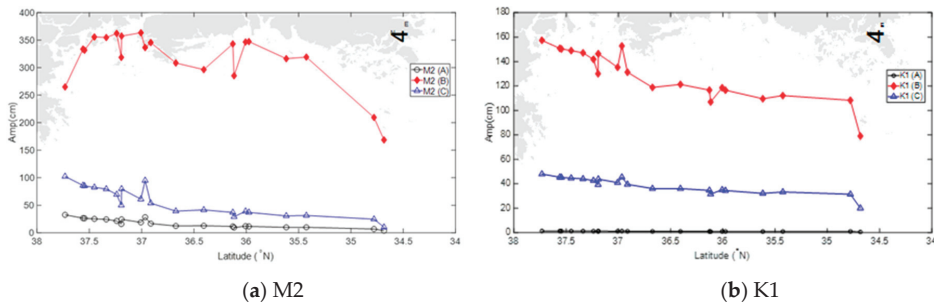 400
350
300
250
200
150
100
50
0
Amp(cm)
38 37.5 37 36.5 36 35.5 35 34.5 34
Latitude (°N)
4
M2 (A)
M2 (B)
M2 (C)
(a) M2
180
160
140
120
100
80
60
40
20
0
Amp(cm)
38 37.5 37 36.5 36 35.5 35 34.5 34
Latitude (°N)
4
K1 (A)
K1 (B)
K1 (C)
(b) K1